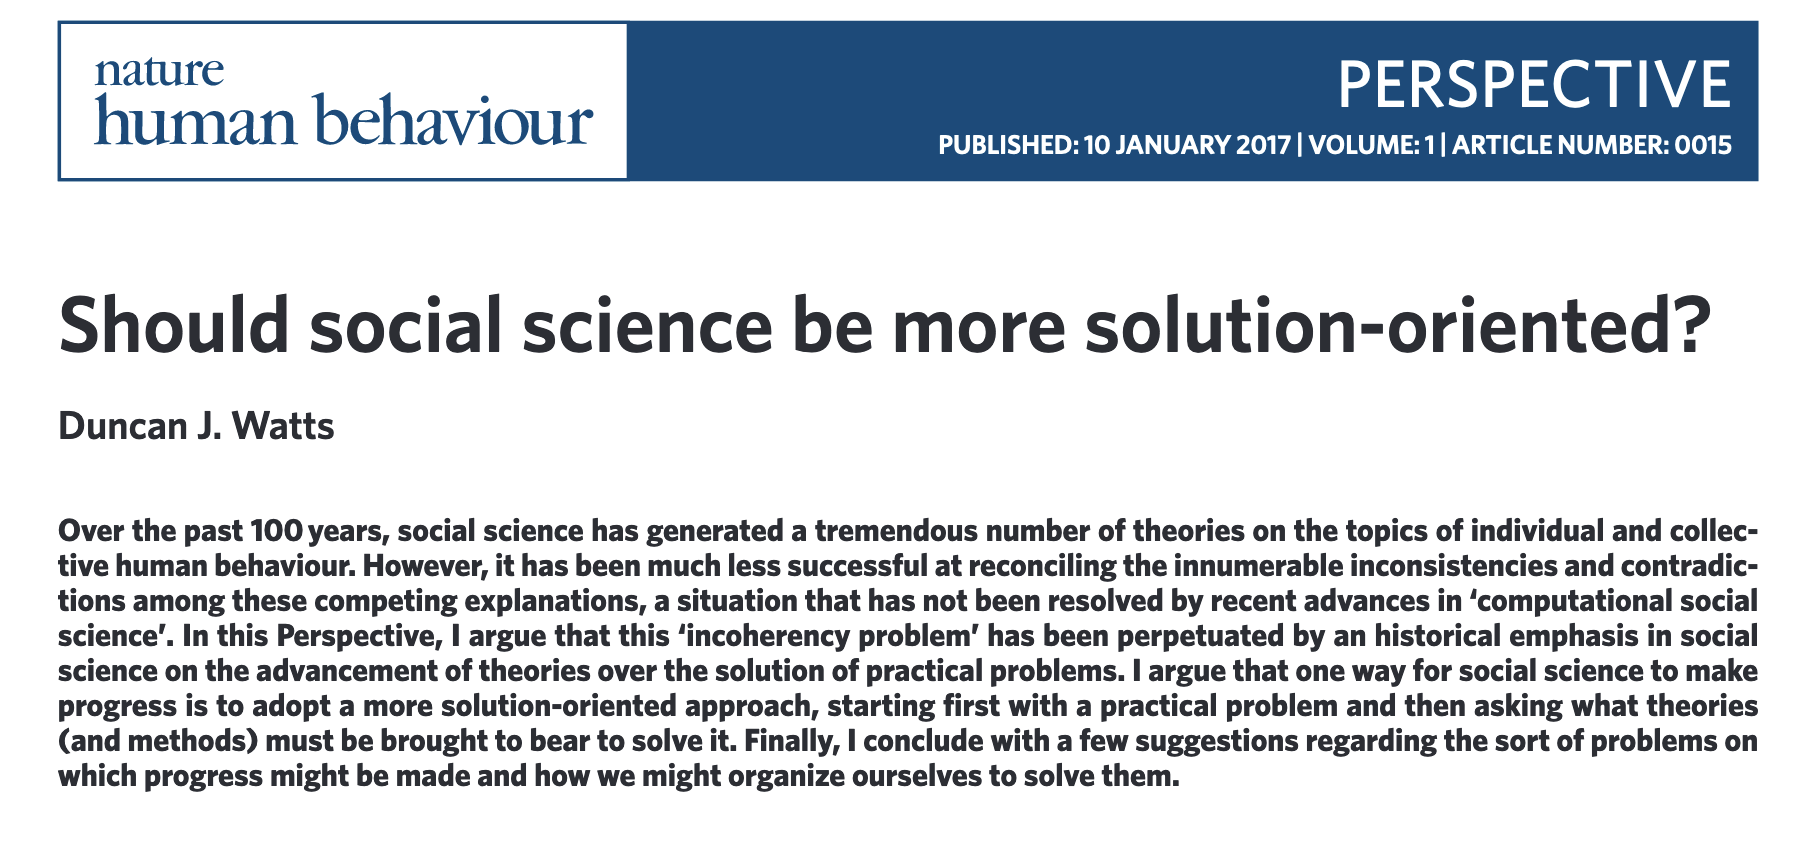 nature
human behaviour
PERSPECTIVE
PUBLISHED: 10 JANUARY 2017 | VOLUME: 1 | ARTICLE NUMBER: 0015
Should social science be more solution-oriented?
Duncan J. Watts
Over the past 100 years, social science has generated a tremendous number of theories on the topics of individual and collec-
tive human behaviour. However, it has been much less successful at reconciling the innumerable inconsistencies and contradic-
tions among these competing explanations, a situation that has not been resolved by recent advances in ‘computational social
science’. In this Perspective, I argue that this ‘incoherency problem’ has been perpetuated by an historical emphasis in social
science on the advancement of theories over the solution of practical problems. I argue that one way for social science to make
progress is to adopt a more solution-oriented approach, starting first with a practical problem and then asking what theories
(and methods) must be brought to bear to solve it. Finally, I conclude with a few suggestions regarding the sort of problems on
which progress might be made and how we might organize ourselves to solve them.